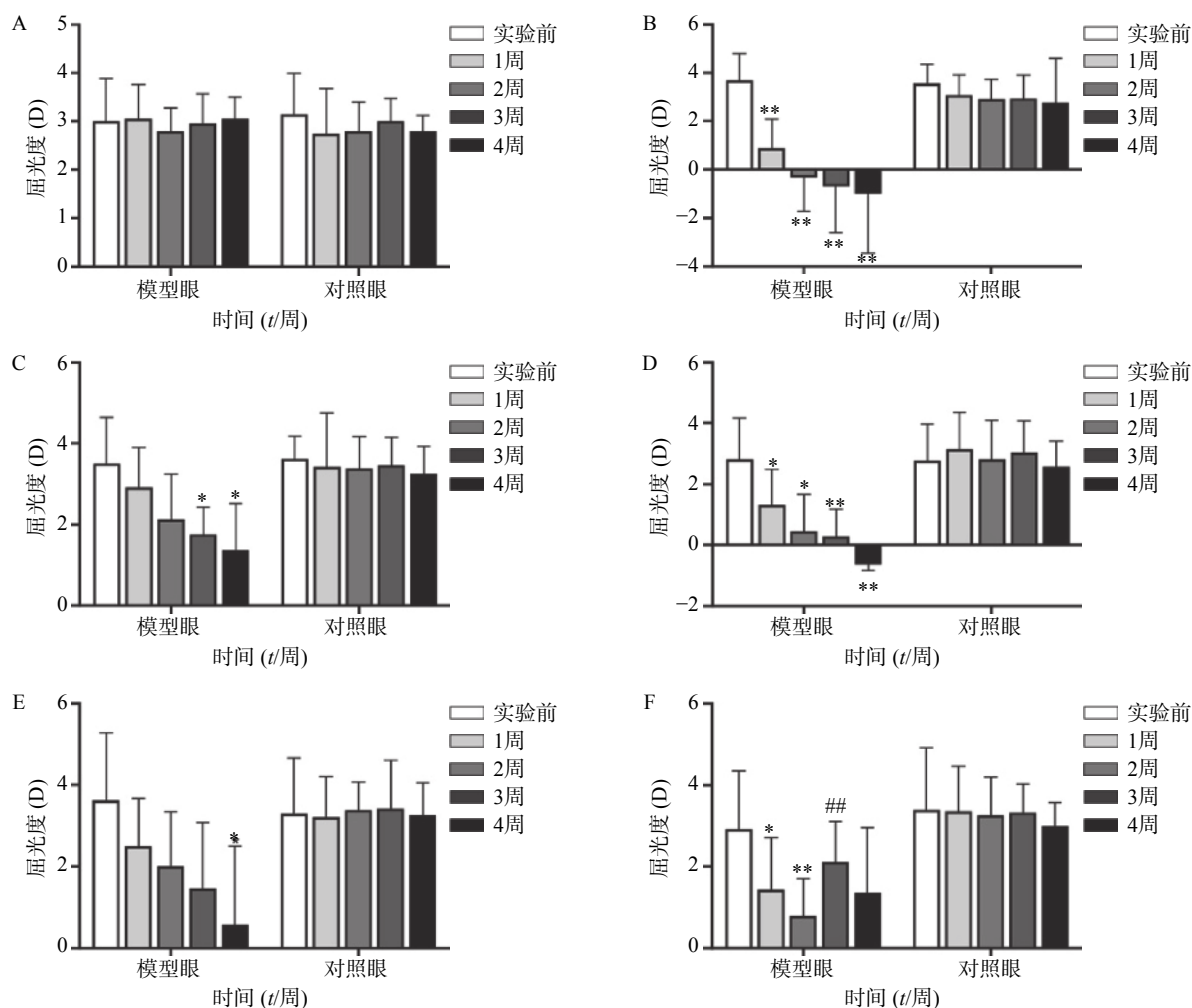 A
屈光度 (D)
5
4
3
2
1
0
**实验前**
1周
2周
3周
4周
模型眼
对照眼
时间 (t/周)
B
屈光度 (D)
6
4
2
0
−2
−4
**
**
**
**
实验前
1周
2周
3周
4周
模型眼
对照眼
时间 (t/周)
C
屈光度 (D)
6
4
2
0
*
*
实验前
1周
2周
3周
4周
模型眼
对照眼
时间 (t/周)
D
屈光度 (D)
6
4
2
0
−2
*
*
**
**
实验前
1周
2周
3周
4周
模型眼
对照眼
时间 (t/周)
E
屈光度 (D)
6
4
2
0
*
*
实验前
1周
2周
3周
4周
模型眼
对照眼
时间 (t/周)
F
屈光度 (D)
6
4
2
0
*
**
##
实验前
1周
2周
3周
4周
模型眼
对照眼
时间 (t/周)